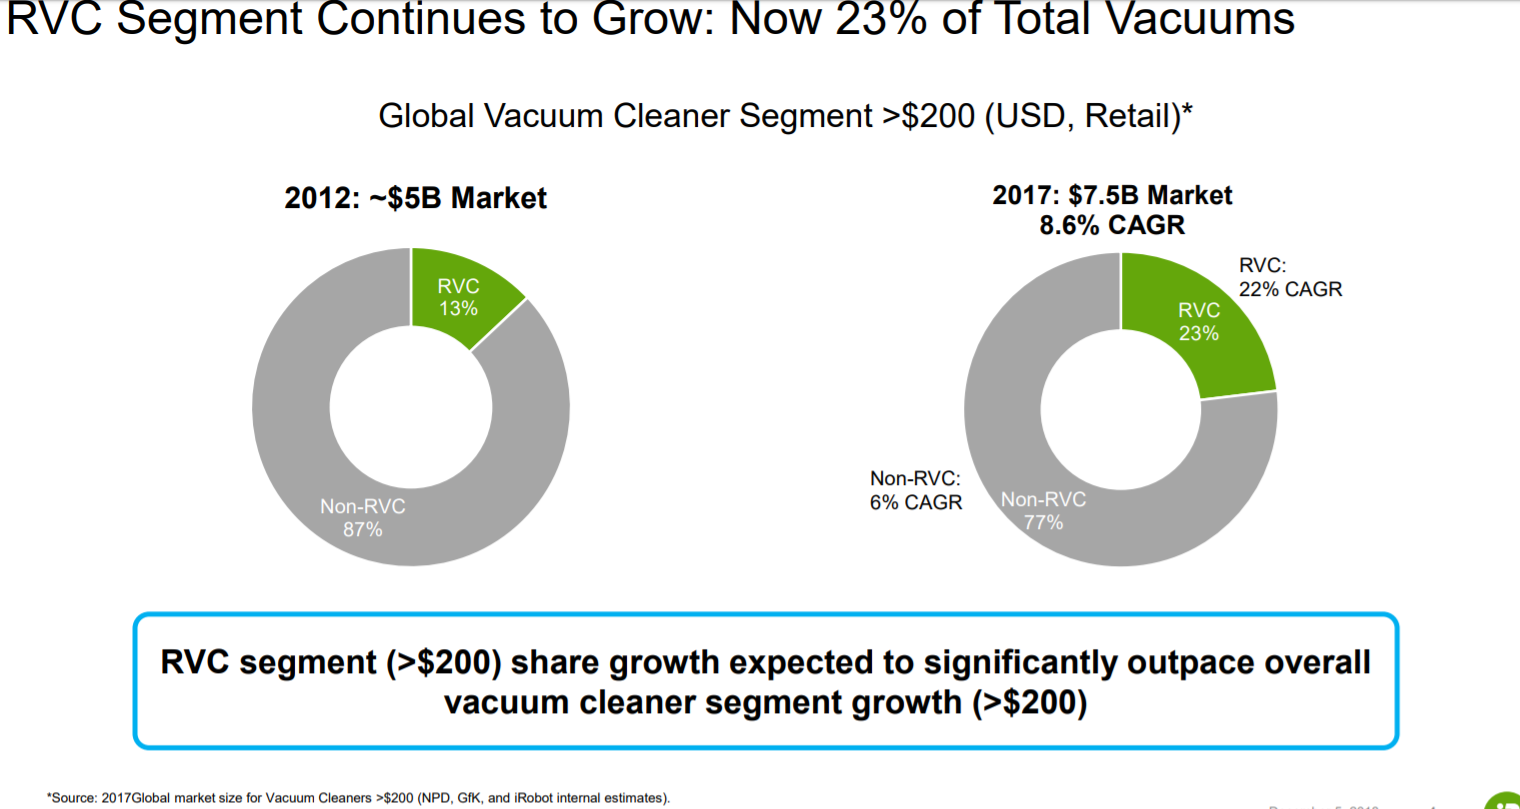 RVC Segment Continues to Grow: Now 23% of Total Vacuums
Global Vacuum Cleaner Segment >$200 (USD, Retail)*
2012: ~$5B Market
RVC
13%
Non-RVC
87%
2017: $7.5B Market
8.6% CAGR
RVC:
22% CAGR
RVC
23%
Non-RVC:
6% CAGR
Non-RVC
77%
RVC segment (>$200) share growth expected to significantly outpace overall
vacuum cleaner segment growth (>$200)
*Source: 2017Global market size for Vacuum Cleaners >$200 (NPD, GfK, and iRobot internal estimates).